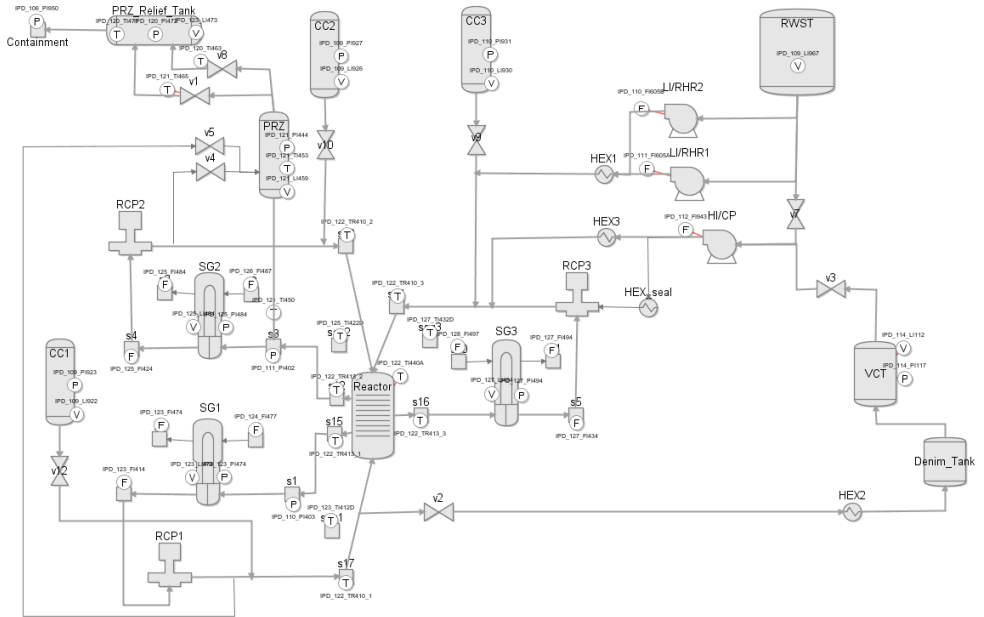 IPD_106_PI950
PRZ_Relief_Tank
IPD_120_PI472
P
T
P
V
Containment
IPD_120_TI463
T
v8
IPD_121_TI465
T
v1
CC2
IPD_109_PI927
P
IPD_109_LI926
V
v10
CC3
IPD_110_PI931
P
IPD_110_LI930
V
v9
RWST
IPD_109_LI967
V
LI/RHR2
F
LI/RHR1
IPD_111_FI605A
F
HEX1
v7
HI/CP
IPD_112_FI943
F
HEX3
PRZ
IPD_121_PI444
P
IPD_121_TI453
T
IPD_121_LI459
V
v5
v4
RCP2
IPD_122_TR410_2
T
IPD_122_TR410_3
T
RCP3
HEX_seal
v3
SG2
IPD_125_FI484
F
IPD_126_FI487
F
V
P
s4
F
IPD_125_FI424
T
s3
P
IPD_111_PI402
IPD_125_TI422D
T
IPD_127_TI432D
T
IPD_128_FI497
F
SG3
IPD_127_FI494
F
V
P
s5
F
IPD_127_FI434
IPD_114_LI112
V
IPD_114_PI117
P
VCT
Denim_Tank
HEX2
CC1
IPD_109_PI923
P
IPD_109_LI922
V
v12
SG1
IPD_123_FI474
F
IPD_124_FI477
F
V
P
IPD_123_FI414
F
s1
P
IPD_110_PI403
IPD_122_TI440A
T
Reactor
IPD_122_TR413_2
T
s15
T
IPD_122_TR413_1
s16
T
IPD_122_TR413_3
IPD_123_TI412D
T
v2
RCP1
s17
T
IPD_122_TR410_1